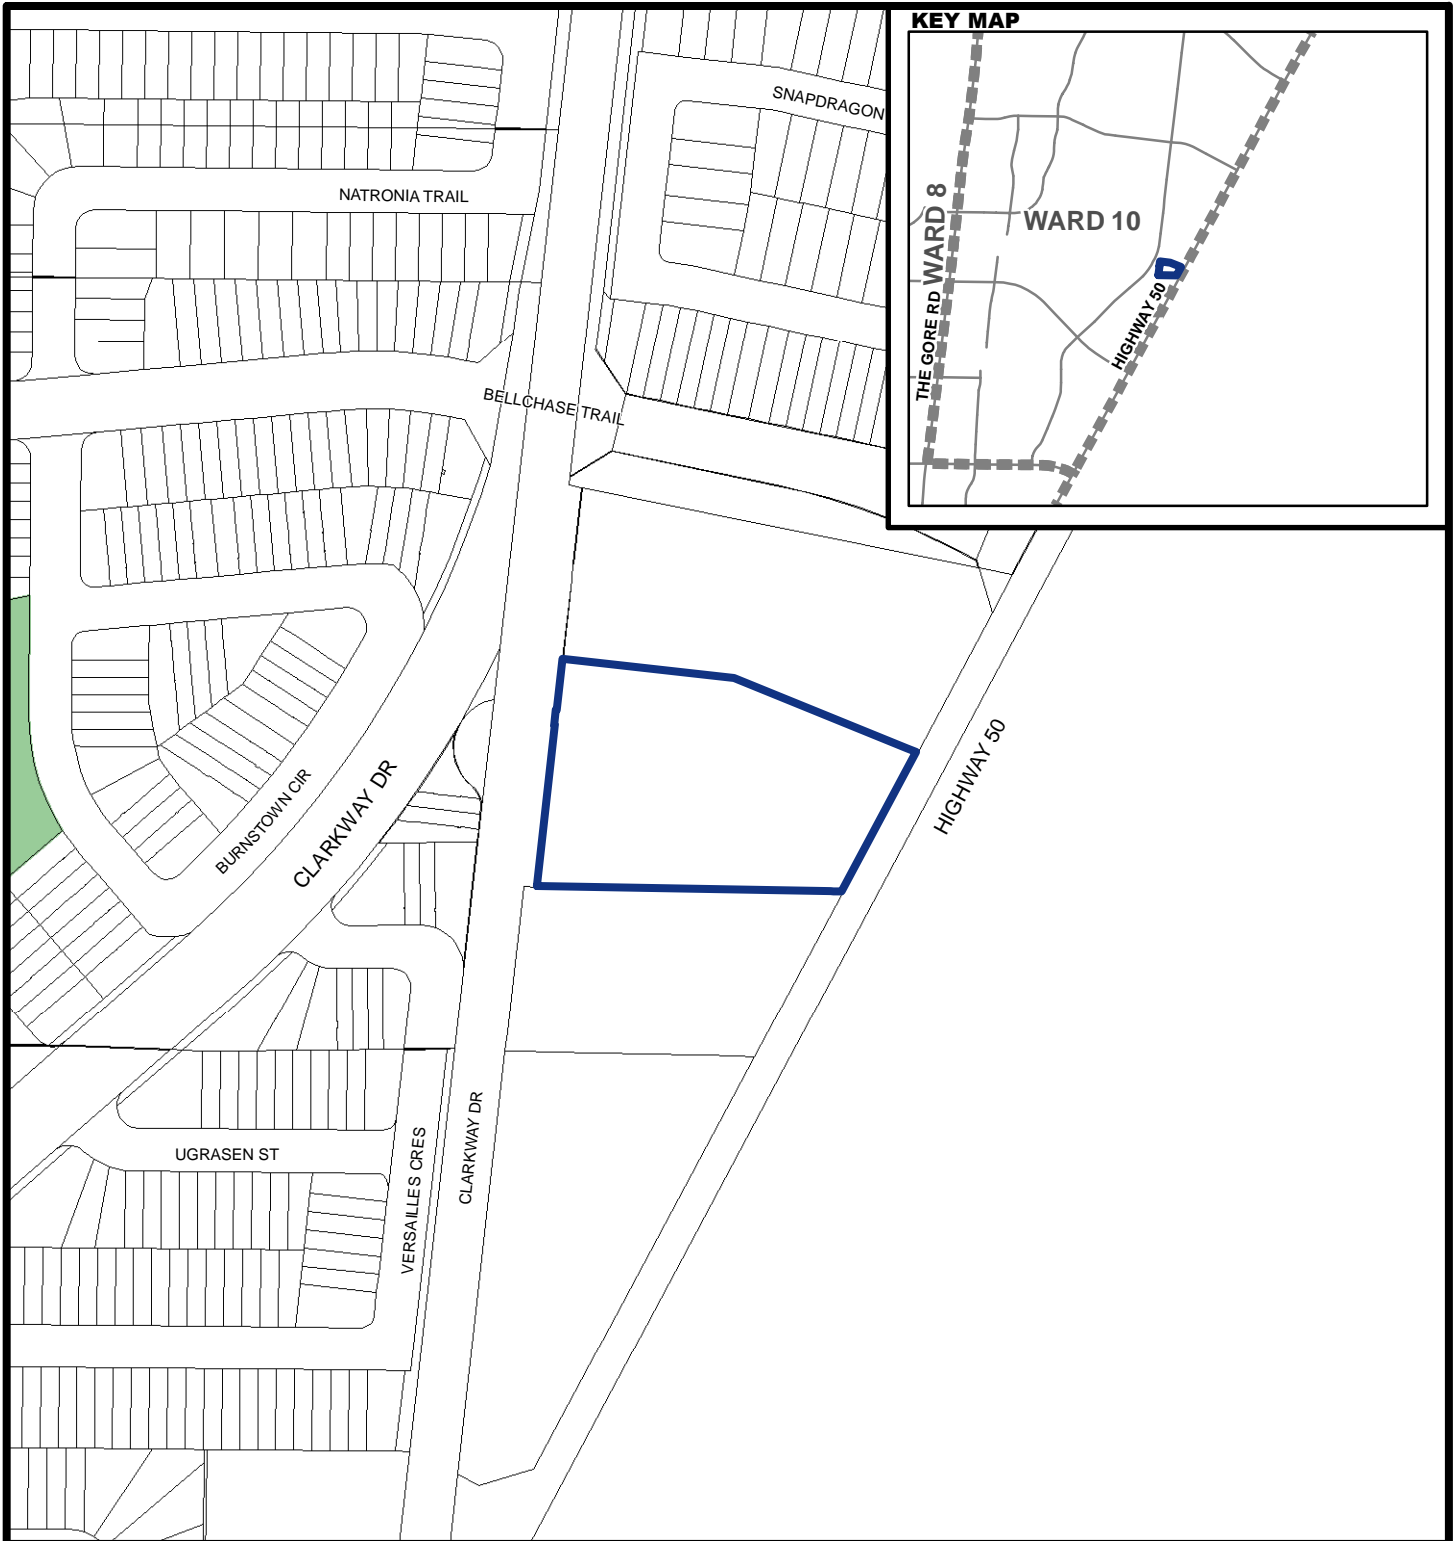 KEY MAP
SNAPDRAGON
NATRONIA TRAIL
WARD 8
WARD 10
THE GORE RD
HIGHWAY 50
BELLCHASE TRAIL
HIGHWAY 50
BURNSTOWN CIR
CLARKWAY DR
CLARKWAY DR
VERSAILLES CRES
UGRASEN ST